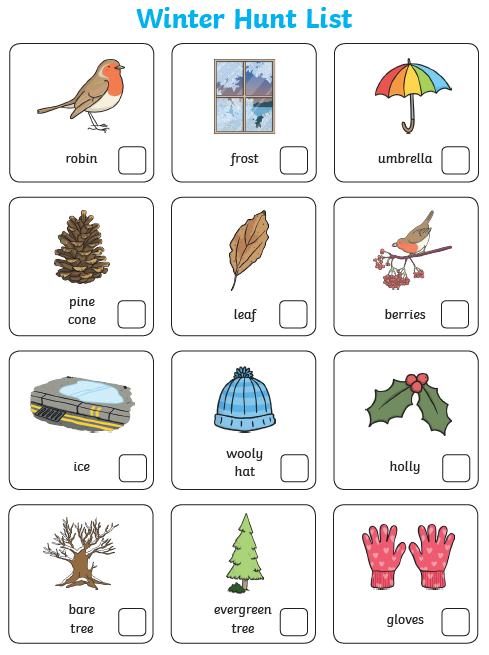 Winter Hunt List
robin
frost
umbrella
pine
cone
leaf
berries
ice
wooly
hat
holly
bare
tree
evergreen
tree
gloves